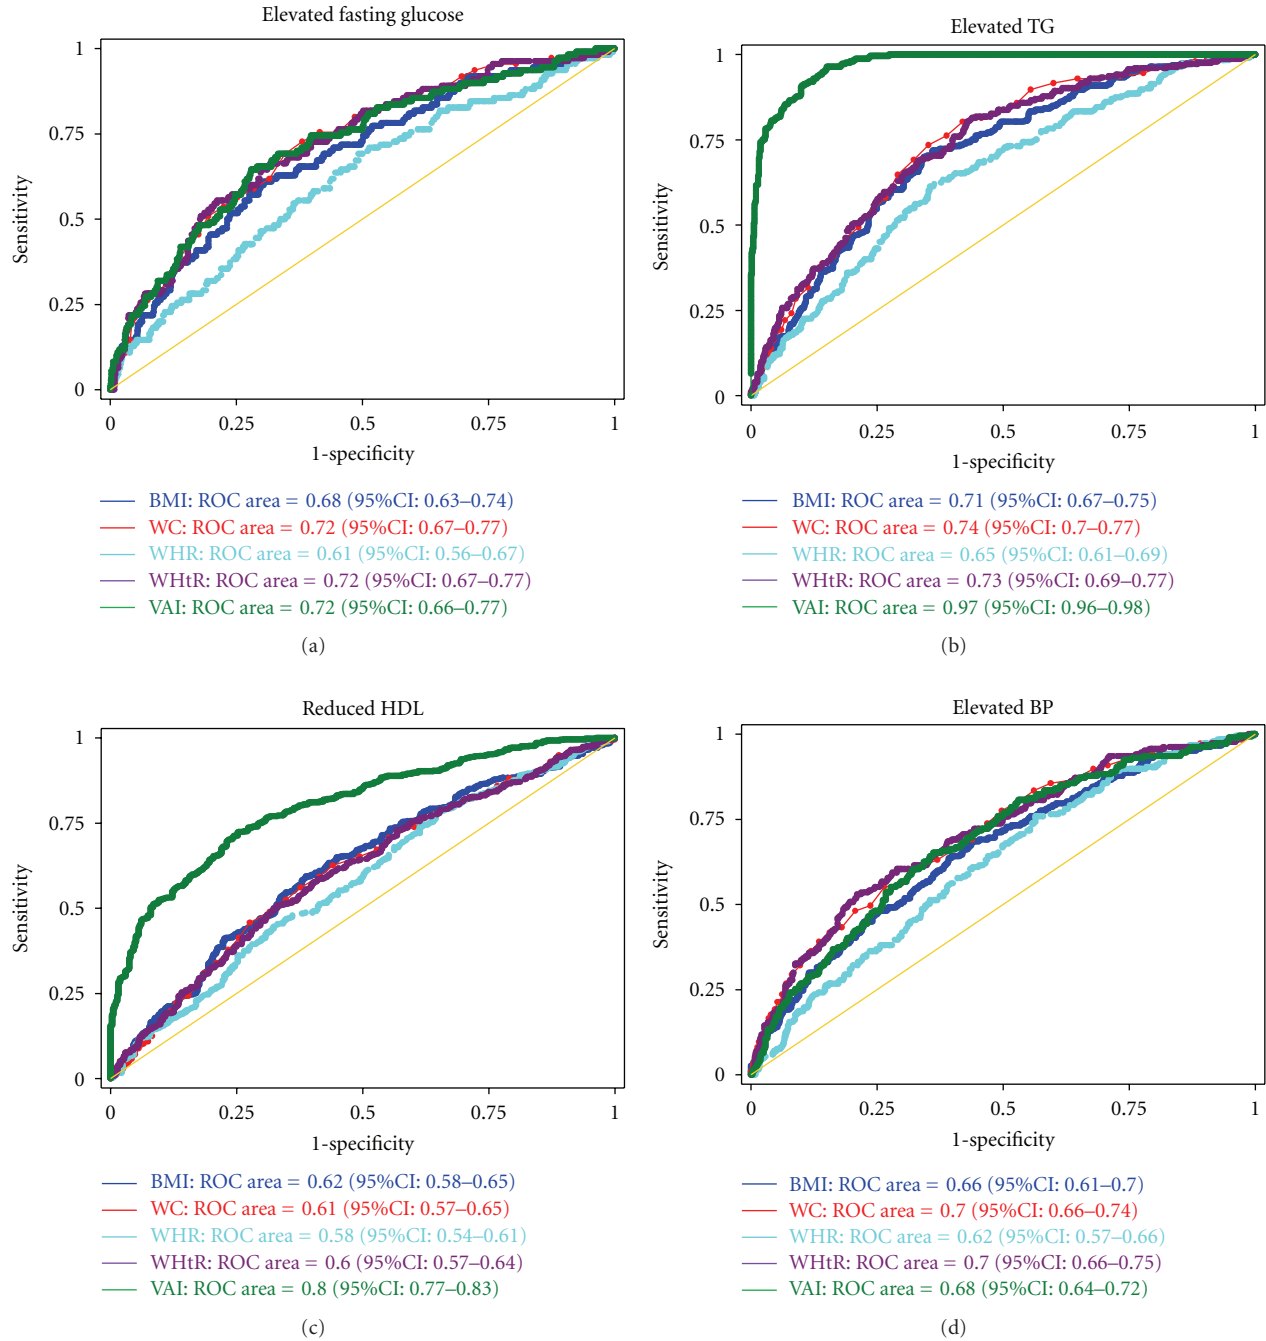 Elevated fasting glucose
Sensitivity
1
0.75
0.5
0.25
0
0 0.25 0.5 0.75 1
1-specificity
BMI: ROC area = 0.68 (95%CI: 0.63–0.74)
WC: ROC area = 0.72 (95%CI: 0.67–0.77)
WHR: ROC area = 0.61 (95%CI: 0.56–0.67)
WHtR: ROC area = 0.72 (95%CI: 0.67–0.77)
VAI: ROC area = 0.72 (95%CI: 0.66–0.77)
(a)
Elevated TG
Sensitivity
1
0.75
0.5
0.25
0
0 0.25 0.5 0.75 1
1-specificity
BMI: ROC area = 0.71 (95%CI: 0.67–0.75)
WC: ROC area = 0.74 (95%CI: 0.7–0.77)
WHR: ROC area = 0.65 (95%CI: 0.61–0.69)
WHtR: ROC area = 0.73 (95%CI: 0.69–0.77)
VAI: ROC area = 0.97 (95%CI: 0.96–0.98)
(b)
Reduced HDL
Sensitivity
1
0.75
0.5
0.25
0
0 0.25 0.5 0.75 1
1-specificity
BMI: ROC area = 0.62 (95%CI: 0.58–0.65)
WC: ROC area = 0.61 (95%CI: 0.57–0.65)
WHR: ROC area = 0.58 (95%CI: 0.54–0.61)
WHtR: ROC area = 0.6 (95%CI: 0.57–0.64)
VAI: ROC area = 0.8 (95%CI: 0.77–0.83)
(c)
Elevated BP
Sensitivity
1
0.75
0.5
0.25
0
0 0.25 0.5 0.75 1
1-specificity
BMI: ROC area = 0.66 (95%CI: 0.61–0.7)
WC: ROC area = 0.7 (95%CI: 0.66–0.74)
WHR: ROC area = 0.62 (95%CI: 0.57–0.66)
WHtR: ROC area = 0.7 (95%CI: 0.66–0.75)
VAI: ROC area = 0.68 (95%CI: 0.64–0.72)
(d)